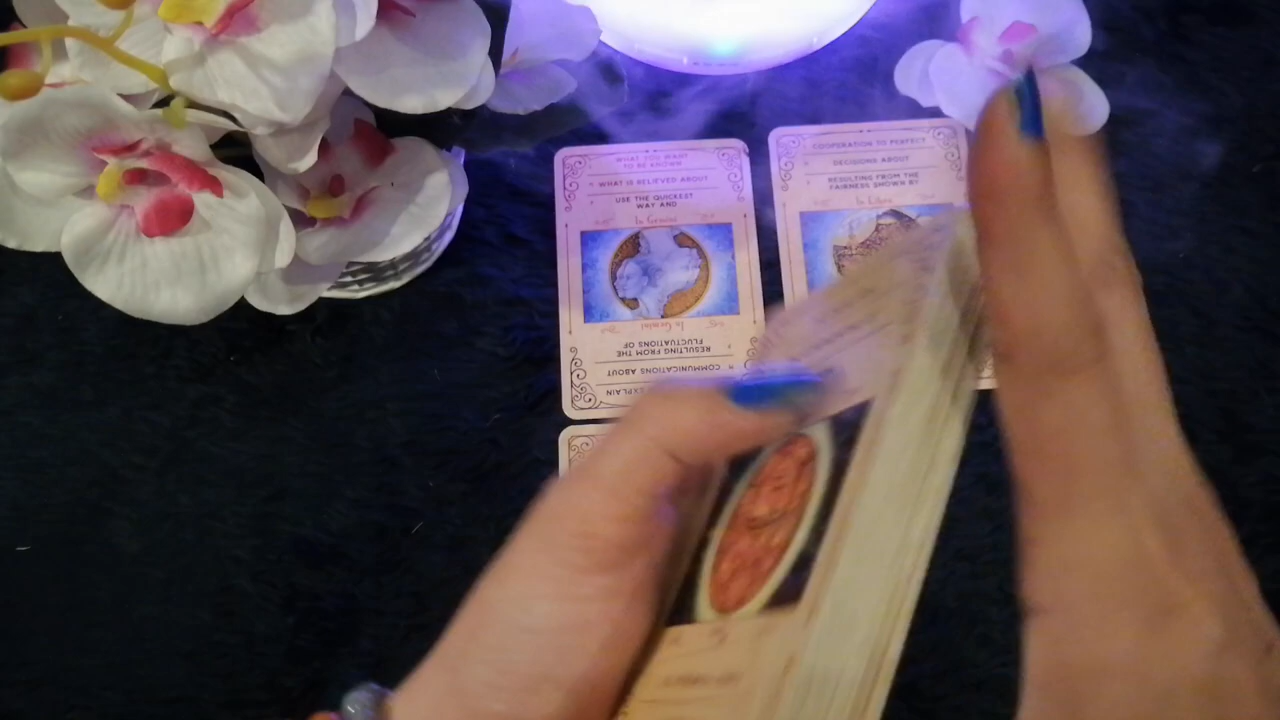 WHAT YOU WANT
TO BE KNOWN
WHAT IS BELIEVED ABOUT
USE THE QUICKEST
WAY AND
In Gemini
In Gemini
RESULTING FROM THE
FLUCTUATIONS OF
COMMUNICATIONS ABOUT
EXPLAIN
COOPERATION TO PERFECT
DECISIONS ABOUT
RESULTING FROM THE
FAIRNESS SHOWN BY
In Libra